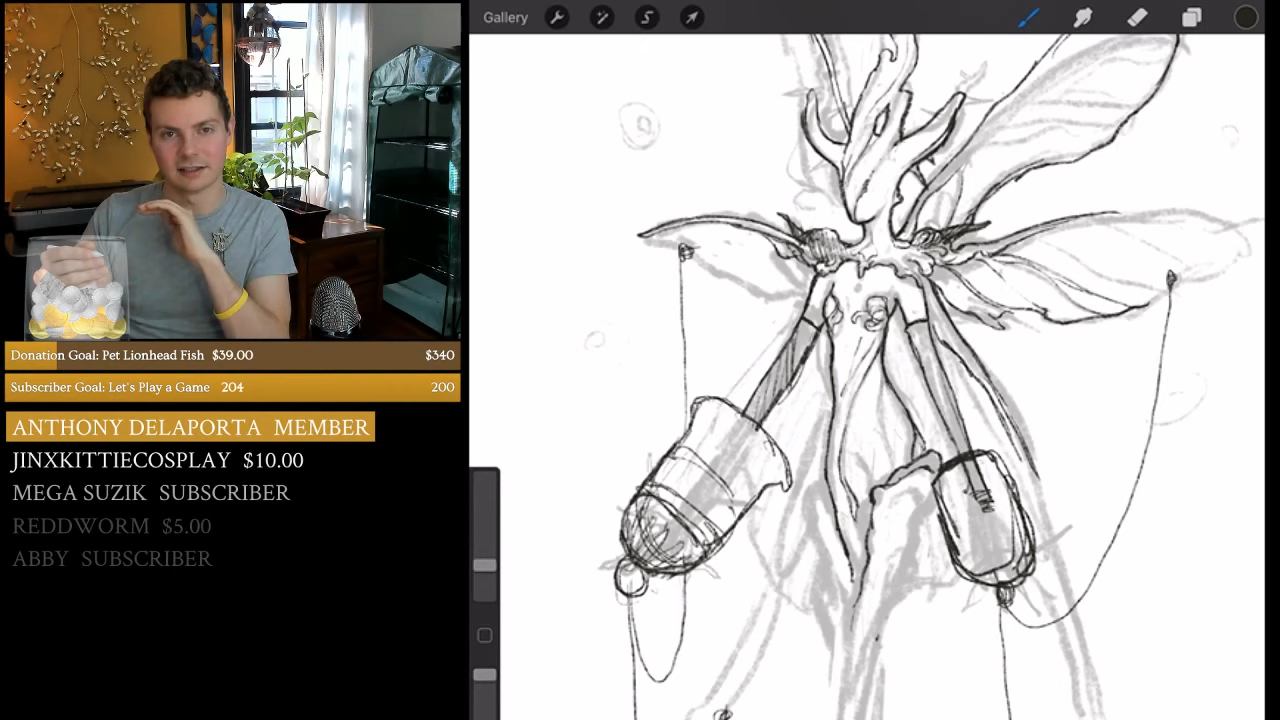 Gallery
Donation Goal: Pet Lionhead Fish $39.00 $340
Subscriber Goal: Let's Play a Game 204 200
ANTHONY DELAPORTA MEMBER
JINXKITTIECOSPLAY $10.00
MEGA SUZIK SUBSCRIBER
REDDWORM $5.00
ABBY SUBSCRIBER